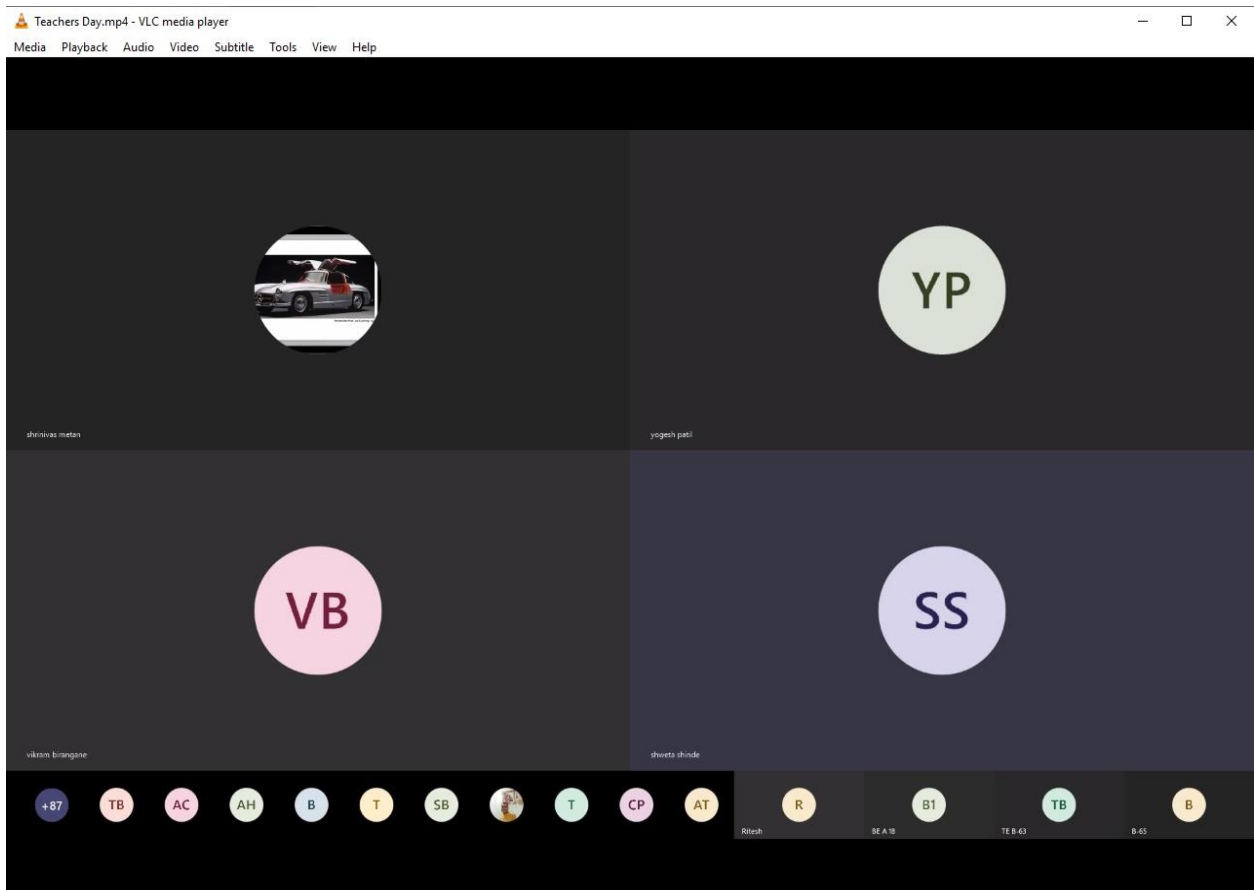 Teachers Day.mp4 - VLC media player
Media Playback Audio Video Subtitle Tools View Help
YP
shrinivas metan
yogesh patil
VB
SS
vikram birangane
shweta shinde
+87 TB AC AH B T SB T CP AT R B1 TB B
Ritesh BE A 18 TE B-63 B-65